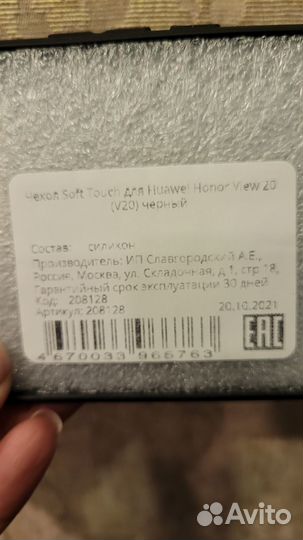 Чехол Soft Touch для Huawei Honor View 20
(V20) черный
Состав: силикон
Производитель: ИП Славгородский А.Е.,
Россия, Москва, ул. Складочная, д 1, стр 18,
Гарантийный срок эксплуатации 30 дней
Код: 208128
Артикул: 208128 20.10.2021
EAC
4 670033 966763
Avito